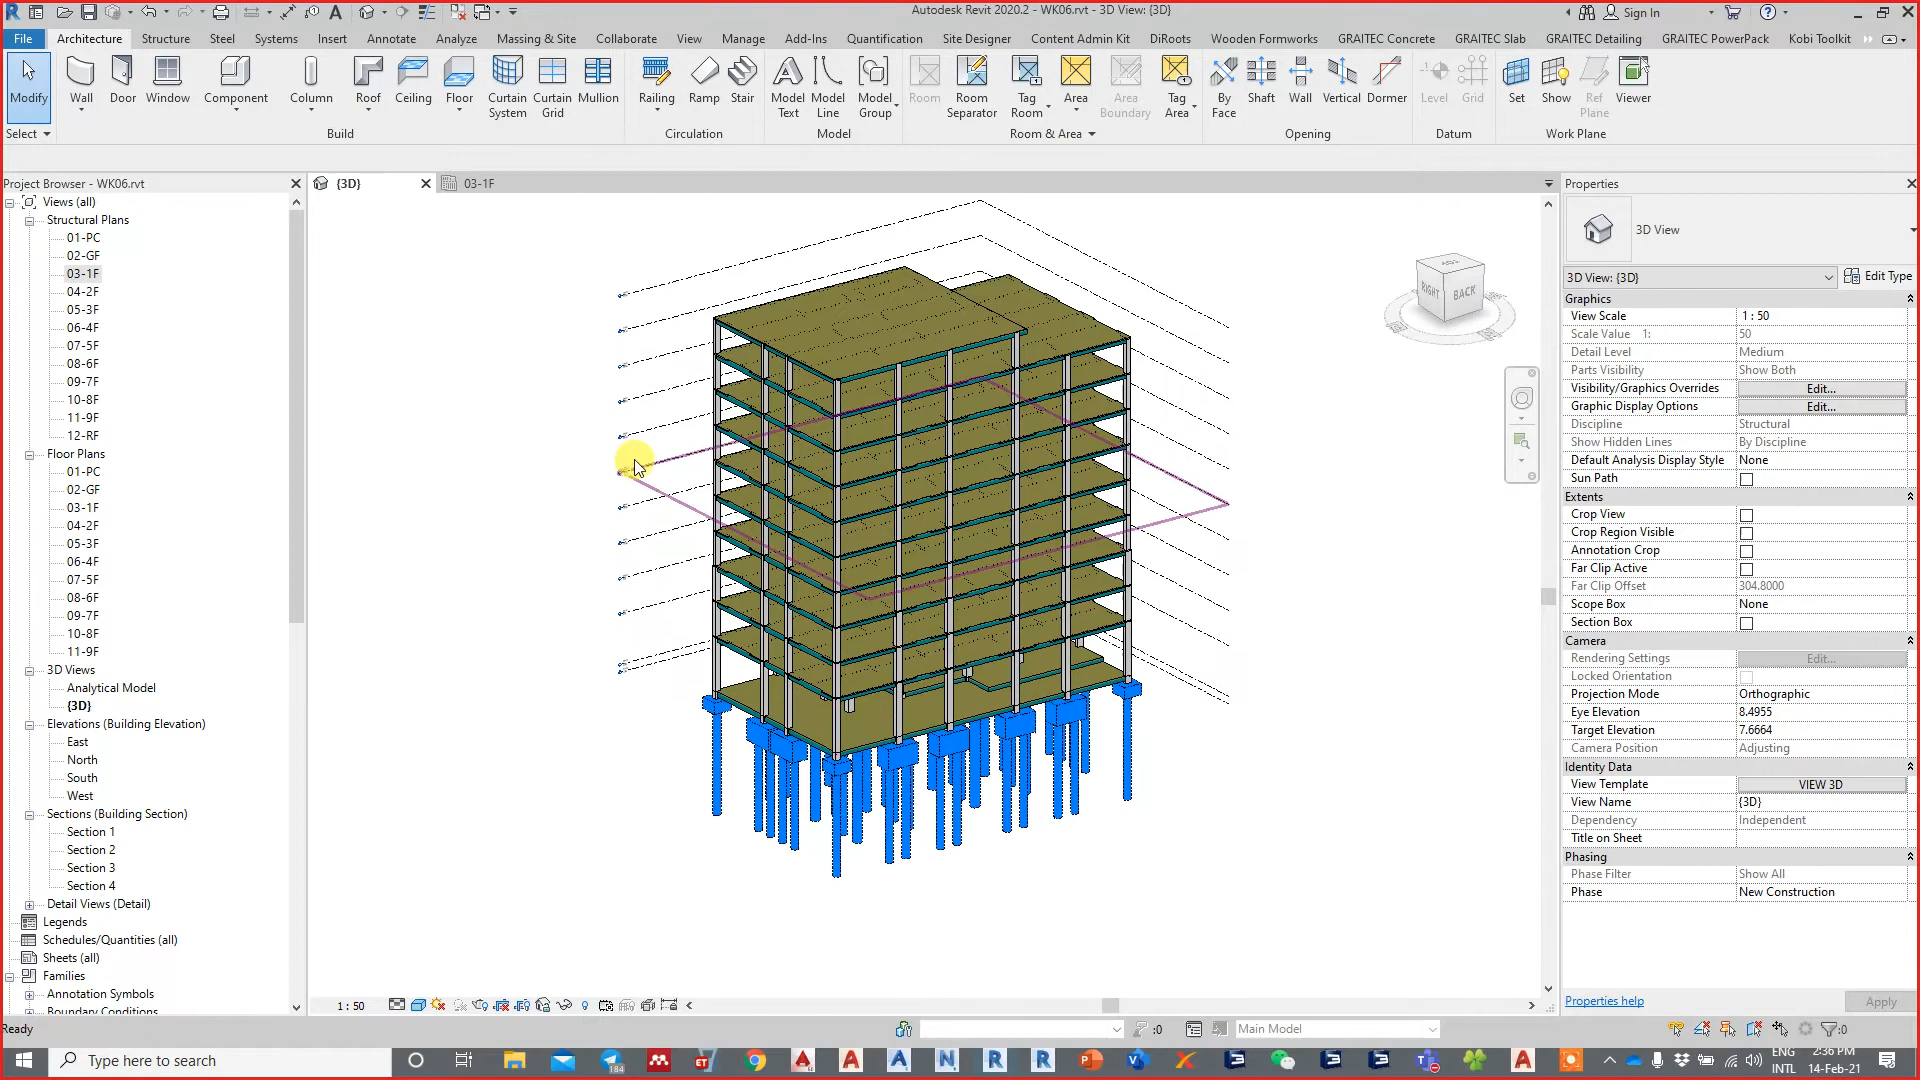 Autodesk Revit 2020.2 - WK06.rvt - 3D View: {3D}
Sign In
File Architecture Structure Steel Systems Insert Annotate Analyze Massing & Site Collaborate View Manage Add-Ins Quantification Site Designer Content Admin Kit DiRoots Wooden Formworks GRAITEC Concrete GRAITEC Slab GRAITEC Detailing GRAITEC PowerPack Kobi Toolkit
Modify Wall Door Window Component Column Roof Ceiling Floor Curtain System Curtain Grid Mullion Railing Ramp Stair Model Text Model Line Model Group Room Room Separator Tag Room Area Area Boundary Tag Area By Face Shaft Wall Vertical Dormer Level Grid Set Show Ref Plane Viewer
Select Build Circulation Model Room & Area Opening Datum Work Plane
Project Browser - WK06.rvt
Views (all)
Structural Plans
01-PC
02-GF
03-1F
04-2F
05-3F
06-4F
07-5F
08-6F
09-7F
10-8F
11-9F
12-RF
Floor Plans
01-PC
02-GF
03-1F
04-2F
05-3F
06-4F
07-5F
08-6F
09-7F
10-8F
11-9F
3D Views
Analytical Model
{3D}
Elevations (Building Elevation)
East
North
South
West
Sections (Building Section)
Section 1
Section 2
Section 3
Section 4
Detail Views (Detail)
Legends
Schedules/Quantities (all)
Sheets (all)
Families
Annotation Symbols
Boundary Conditions
{3D} 03-1F
RIGHT BACK
1 : 50
Properties
3D View
3D View: {3D} Edit Type
Graphics
View Scale 1 : 50
Scale Value 1: 50
Detail Level Medium
Parts Visibility Show Both
Visibility/Graphics Overrides Edit...
Graphic Display Options Edit...
Discipline Structural
Show Hidden Lines By Discipline
Default Analysis Display Style None
Sun Path
Extents
Crop View
Crop Region Visible
Annotation Crop
Far Clip Active
Far Clip Offset 304.8000
Scope Box None
Section Box
Camera
Rendering Settings Edit...
Locked Orientation
Projection Mode Orthographic
Eye Elevation 8.4955
Target Elevation 7.6664
Camera Position Adjusting
Identity Data
View Template VIEW 3D
View Name {3D}
Dependency Independent
Title on Sheet
Phasing
Phase Filter Show All
Phase New Construction
Properties help Apply
Ready :0 Main Model :0
Type here to search
184
ENG
INTL
2:36 PM
14-Feb-21